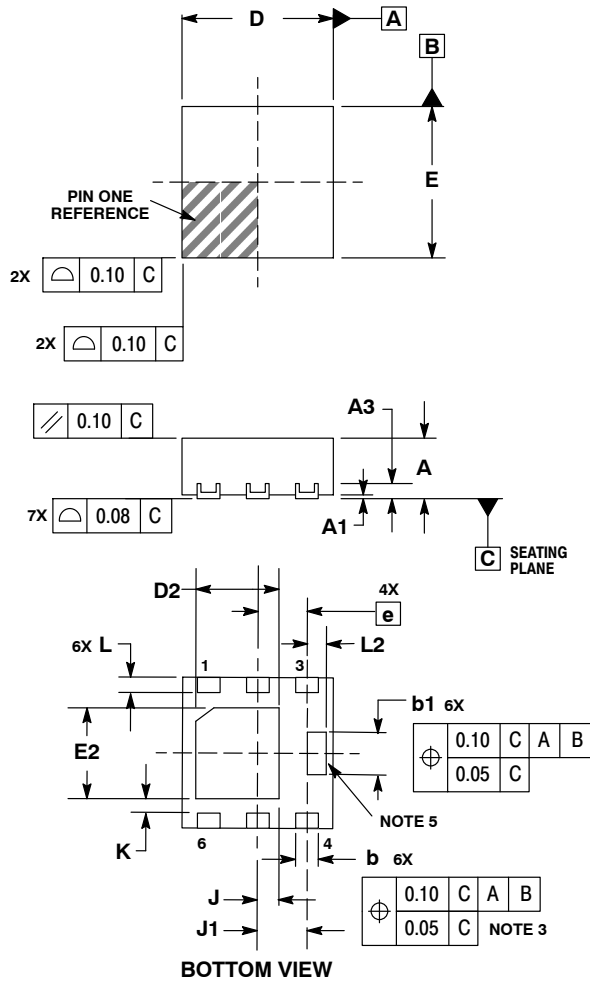 D
A
B
E
PIN ONE
REFERENCE
2X 0.10 C
2X 0.10 C
0.10 C
A3
A
7X 0.08 C
A1
C SEATING
PLANE
D2
4X
e
L2
6X L
1
3
b1 6X
0.10 C A B
0.05 C
E2
NOTE 5
K
6
4
b 6X
J
0.10 C A B
0.05 C NOTE 3
J1
BOTTOM VIEW